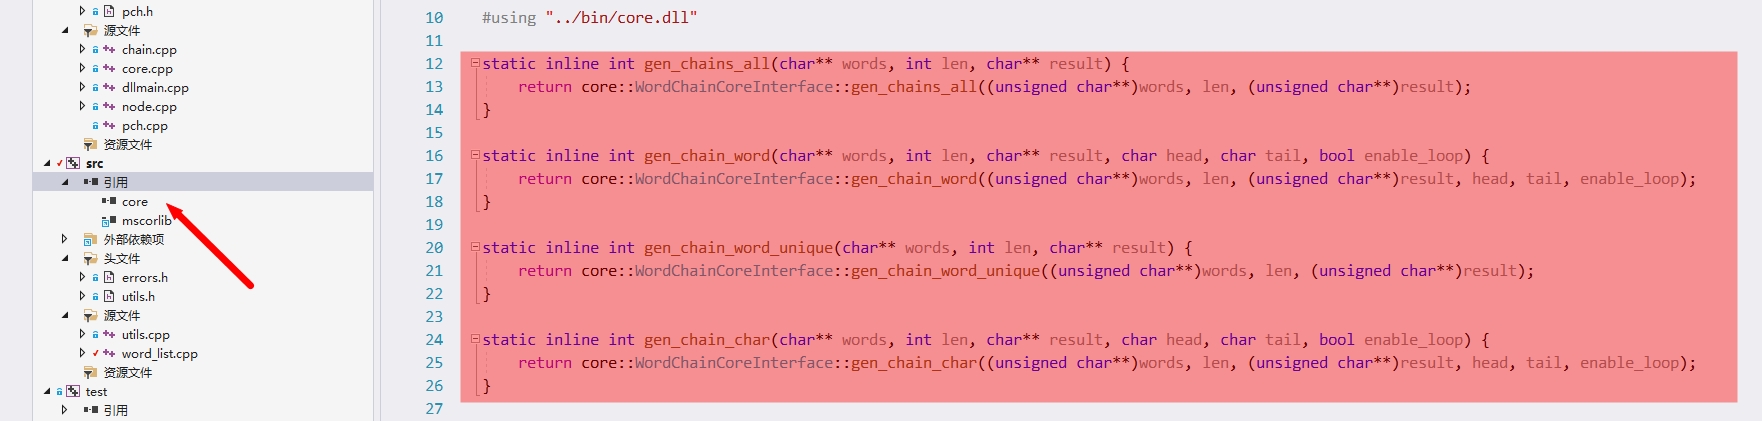 pch.h
源文件
chain.cpp
core.cpp
dllmain.cpp
node.cpp
pch.cpp
资源文件
src
引用
core
mscorlib
外部依赖项
头文件
errors.h
utils.h
源文件
utils.cpp
word_list.cpp
资源文件
test
引用
10 #using "../bin/core.dll"
11
12 static inline int gen_chains_all(char** words, int len, char** result) {
13 return core::WordChainCoreInterface::gen_chains_all((unsigned char**)words, len, (unsigned char**)result);
14 }
15
16 static inline int gen_chain_word(char** words, int len, char** result, char head, char tail, bool enable_loop) {
17 return core::WordChainCoreInterface::gen_chain_word((unsigned char**)words, len, (unsigned char**)result, head, tail, enable_loop);
18 }
19
20 static inline int gen_chain_word_unique(char** words, int len, char** result) {
21 return core::WordChainCoreInterface::gen_chain_word_unique((unsigned char**)words, len, (unsigned char**)result);
22 }
23
24 static inline int gen_chain_char(char** words, int len, char** result, char head, char tail, bool enable_loop) {
25 return core::WordChainCoreInterface::gen_chain_char((unsigned char**)words, len, (unsigned char**)result, head, tail, enable_loop);
26 }
27